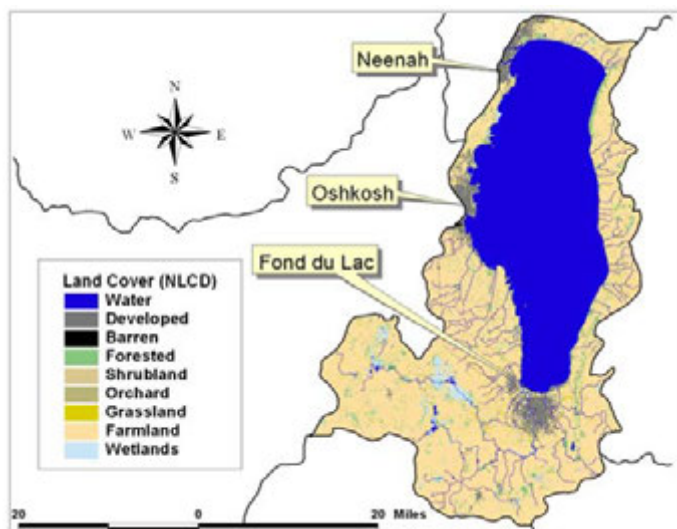 Neenah
N
W E
S
Oshkosh
Fond du Lac
Land Cover (NLCD)
Water
Developed
Barren
Forested
Shrubland
Orchard
Grassland
Farmland
Wetlands
20 0 20 Miles